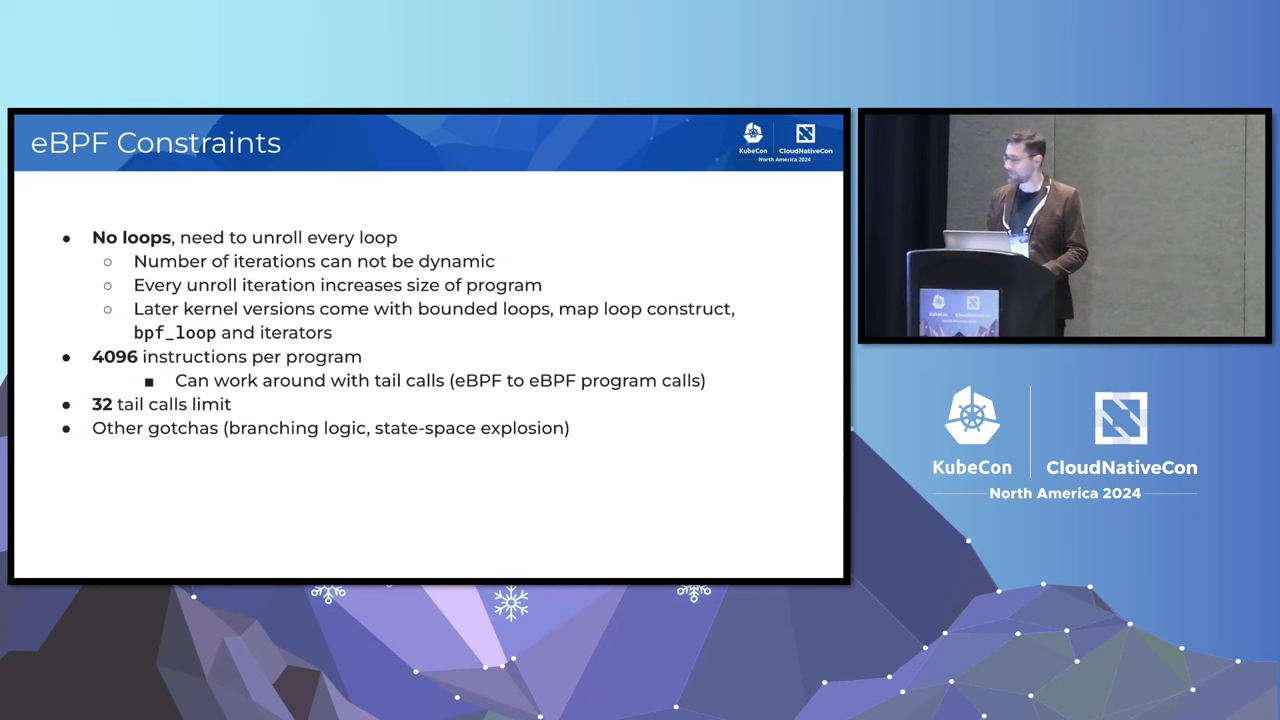 eBPF Constraints
KubeCon
CloudNativeCon
North America 2024
● No loops, need to unroll every loop
○ Number of iterations can not be dynamic
○ Every unroll iteration increases size of program
○ Later kernel versions come with bounded loops, map loop construct,
bpf_loop and iterators
● 4096 instructions per program
■ Can work around with tail calls (eBPF to eBPF program calls)
● 32 tail calls limit
● Other gotchas (branching logic, state-space explosion)
KubeCon
CloudNativeCon
North America 2024